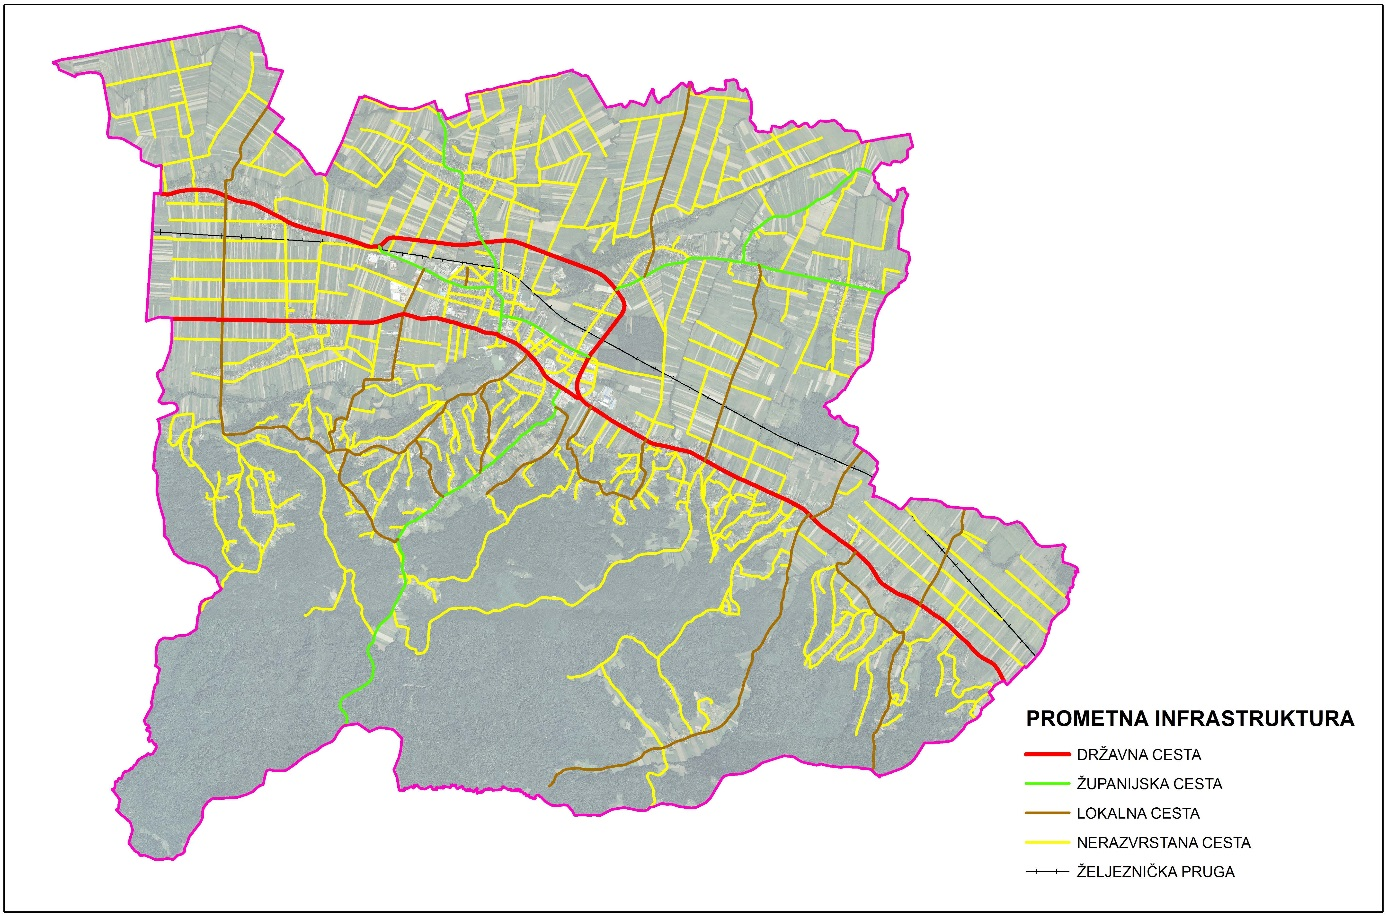 PROMETNA INFRASTRUKTURA
DRŽAVNA CESTA
ŽUPANIJSKA CESTA
LOKALNA CESTA
NERAZVRSTANA CESTA
ŽELJEZNIČKA PRUGA